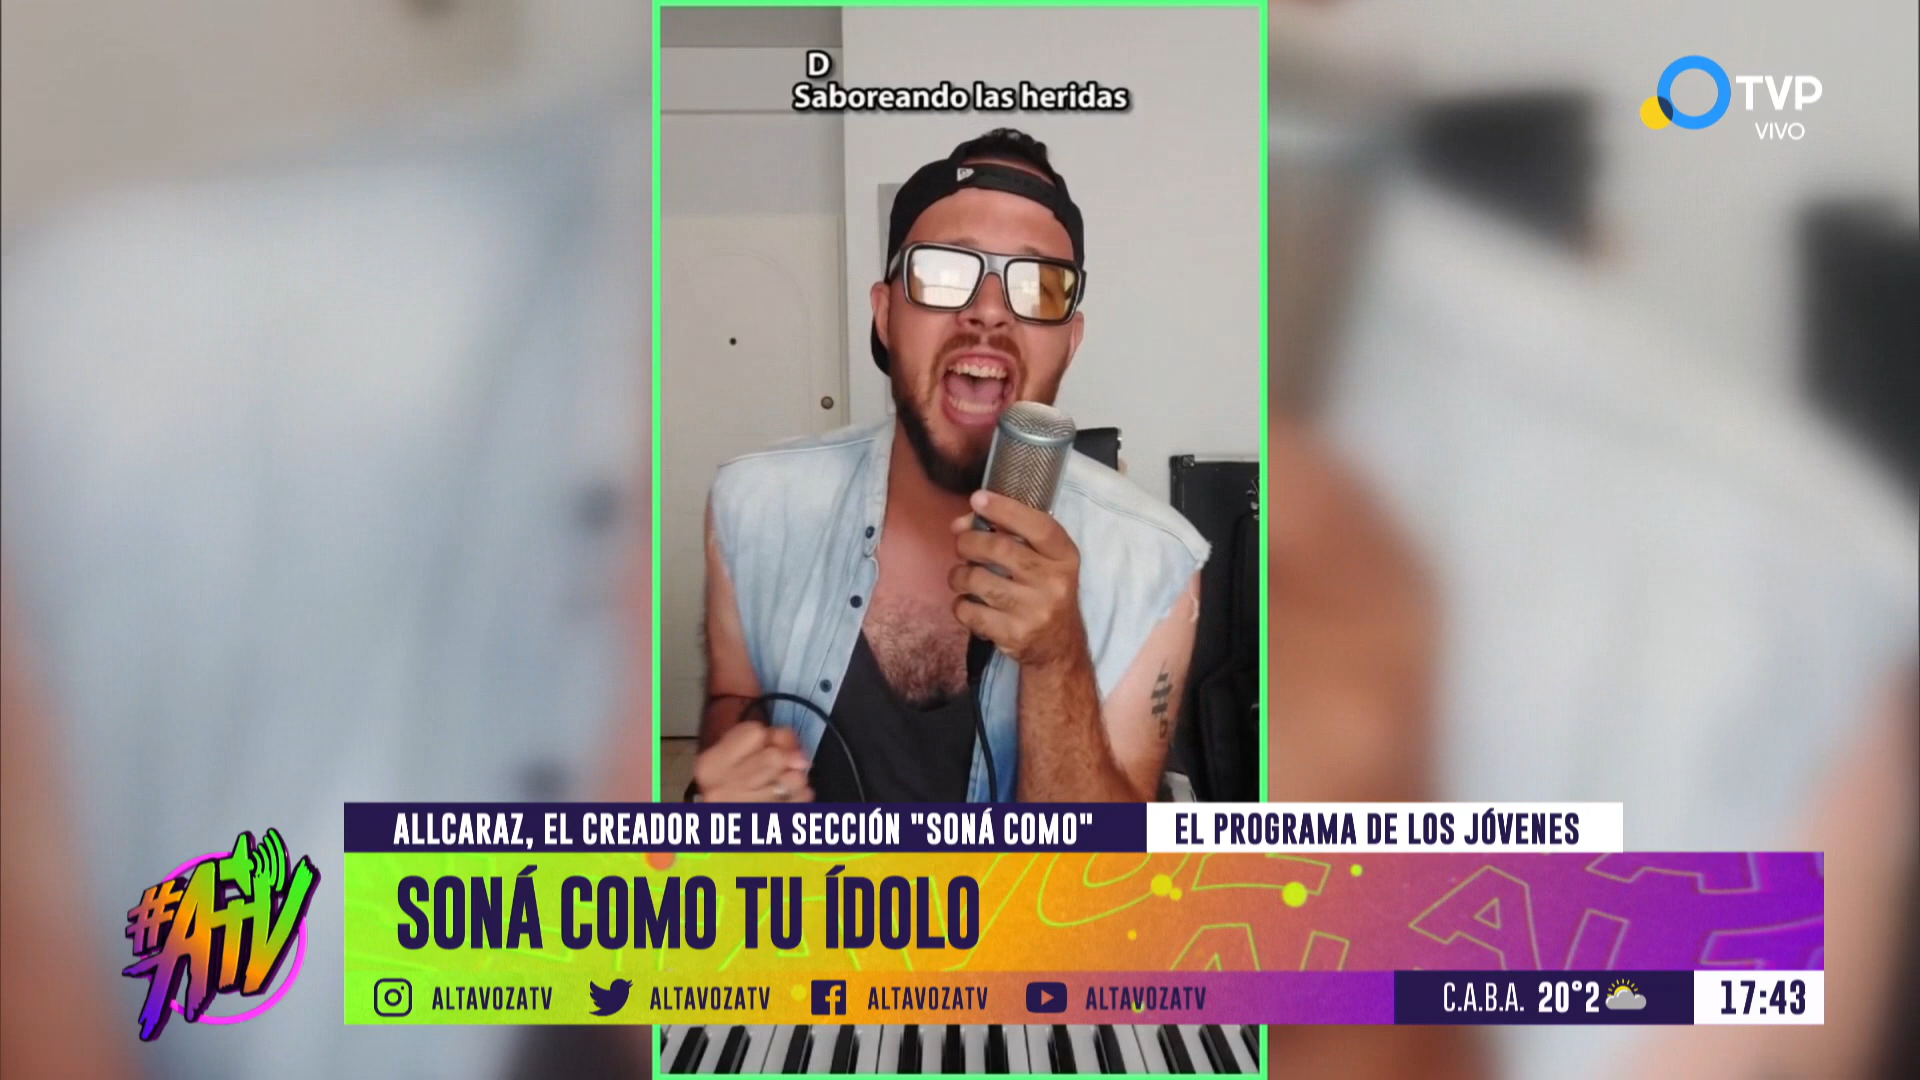 D
Saboreando las heridas
TVP
VIVO
ALLCARAZ, EL CREADOR DE LA SECCIÓN "SONÁ COMO"
EL PROGRAMA DE LOS JÓVENES
#ATV
SONÁ COMO TU ÍDOLO
ALTAVOZATV
ALTAVOZATV
ALTAVOZATV
ALTAVOZATV
C.A.B.A. 20°2
17:43